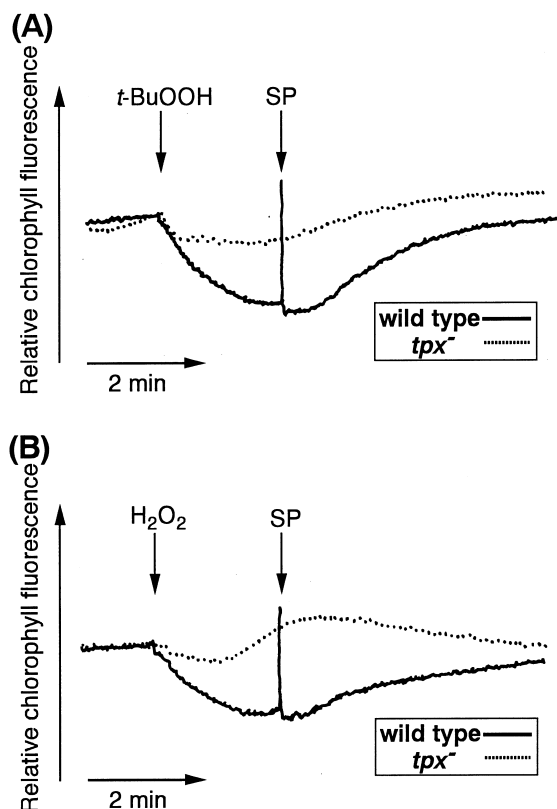 (A)
Relative chlorophyll fluorescence
t-BuOOH
SP
wild type
tpx⁻
2 min
(B)
Relative chlorophyll fluorescence
H₂O₂
SP
wild type
tpx⁻
2 min